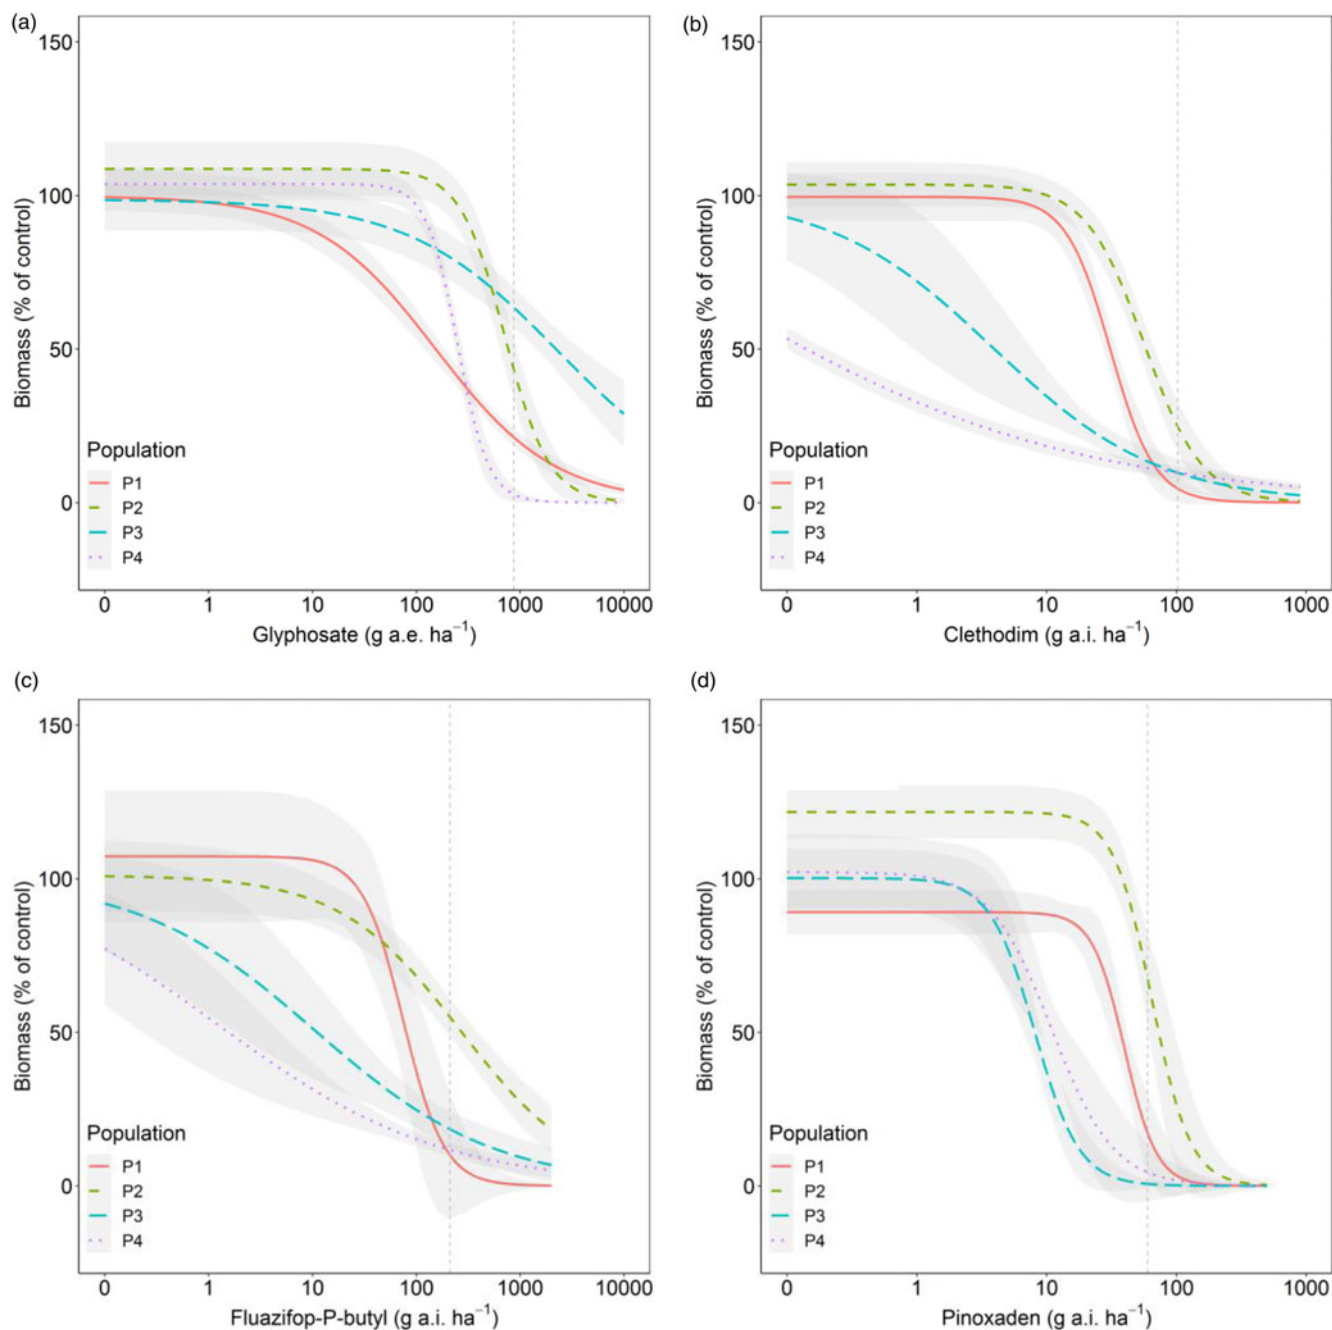 (a)
150
100
50
0
Biomass (% of control)
Population
P1
P2
P3
P4
0 1 10 100 1000 10000
Glyphosate (g a.e. ha⁻¹)
(b)
150
100
50
0
Biomass (% of control)
Population
P1
P2
P3
P4
0 1 10 100 1000
Clethodim (g a.i. ha⁻¹)
(c)
150
100
50
0
Biomass (% of control)
Population
P1
P2
P3
P4
0 1 10 100 1000 10000
Fluazifop-P-butyl (g a.i. ha⁻¹)
(d)
150
100
50
0
Biomass (% of control)
Population
P1
P2
P3
P4
0 1 10 100 1000
Pinoxaden (g a.i. ha⁻¹)